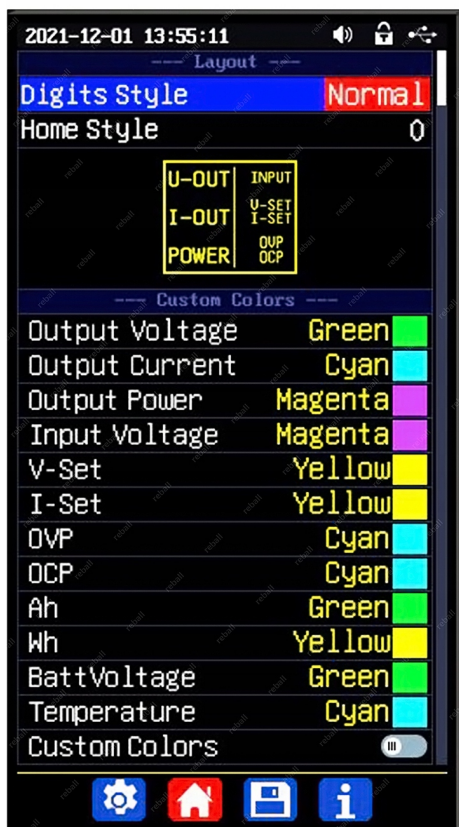 2021-12-01 13:55:11
--- Layout ---
Digits Style Normal
Home Style 0
U-OUT INPUT
I-OUT V-SET
I-SET
POWER OVP
OCP
--- Custom Colors ---
Output Voltage Green
Output Current Cyan
Output Power Magenta
Input Voltage Magenta
V-Set Yellow
I-Set Yellow
OVP Cyan
OCP Cyan
Ah Green
Wh Yellow
BattVoltage Green
Temperature Cyan
Custom Colors
reball